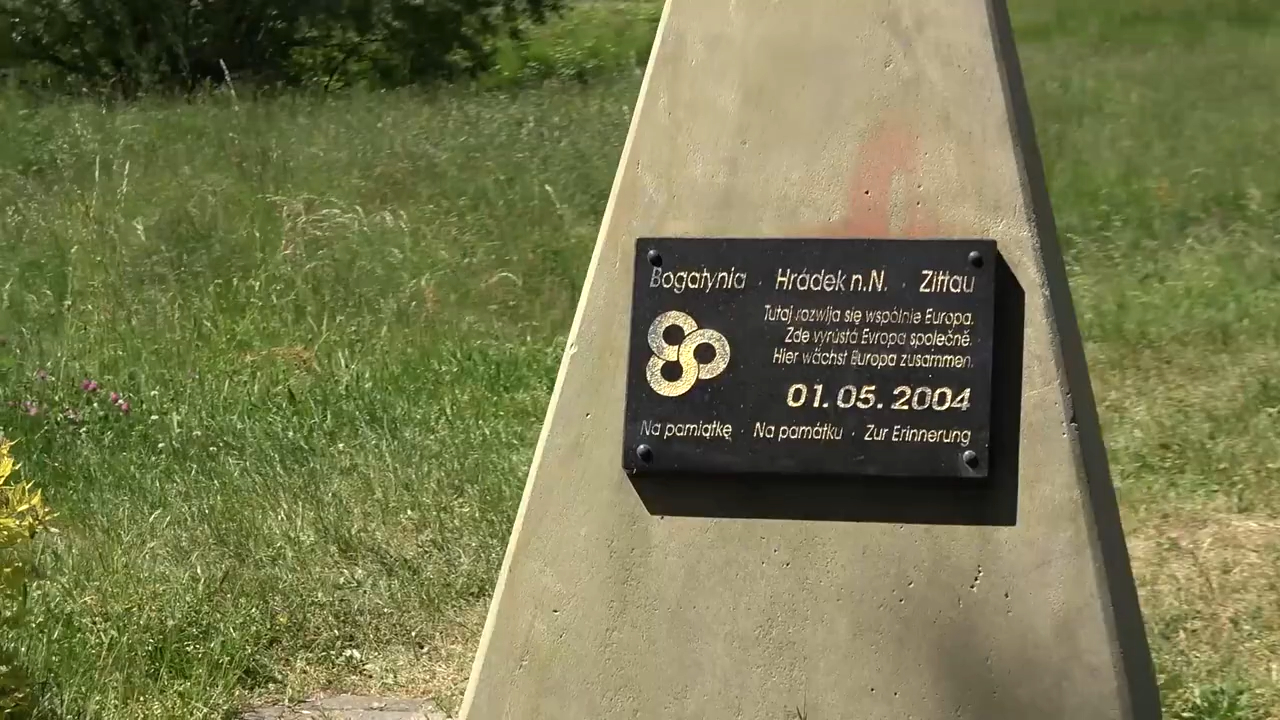 Bogatynia · Hrádek n.N. · Zittau
Tutaj rozwija się wspólnie Europa.
Zde vyrůstá Evropa společně.
Hier wächst Europa zusammen.
01.05.2004
Na pamiątkę · Na památku · Zur Erinnerung